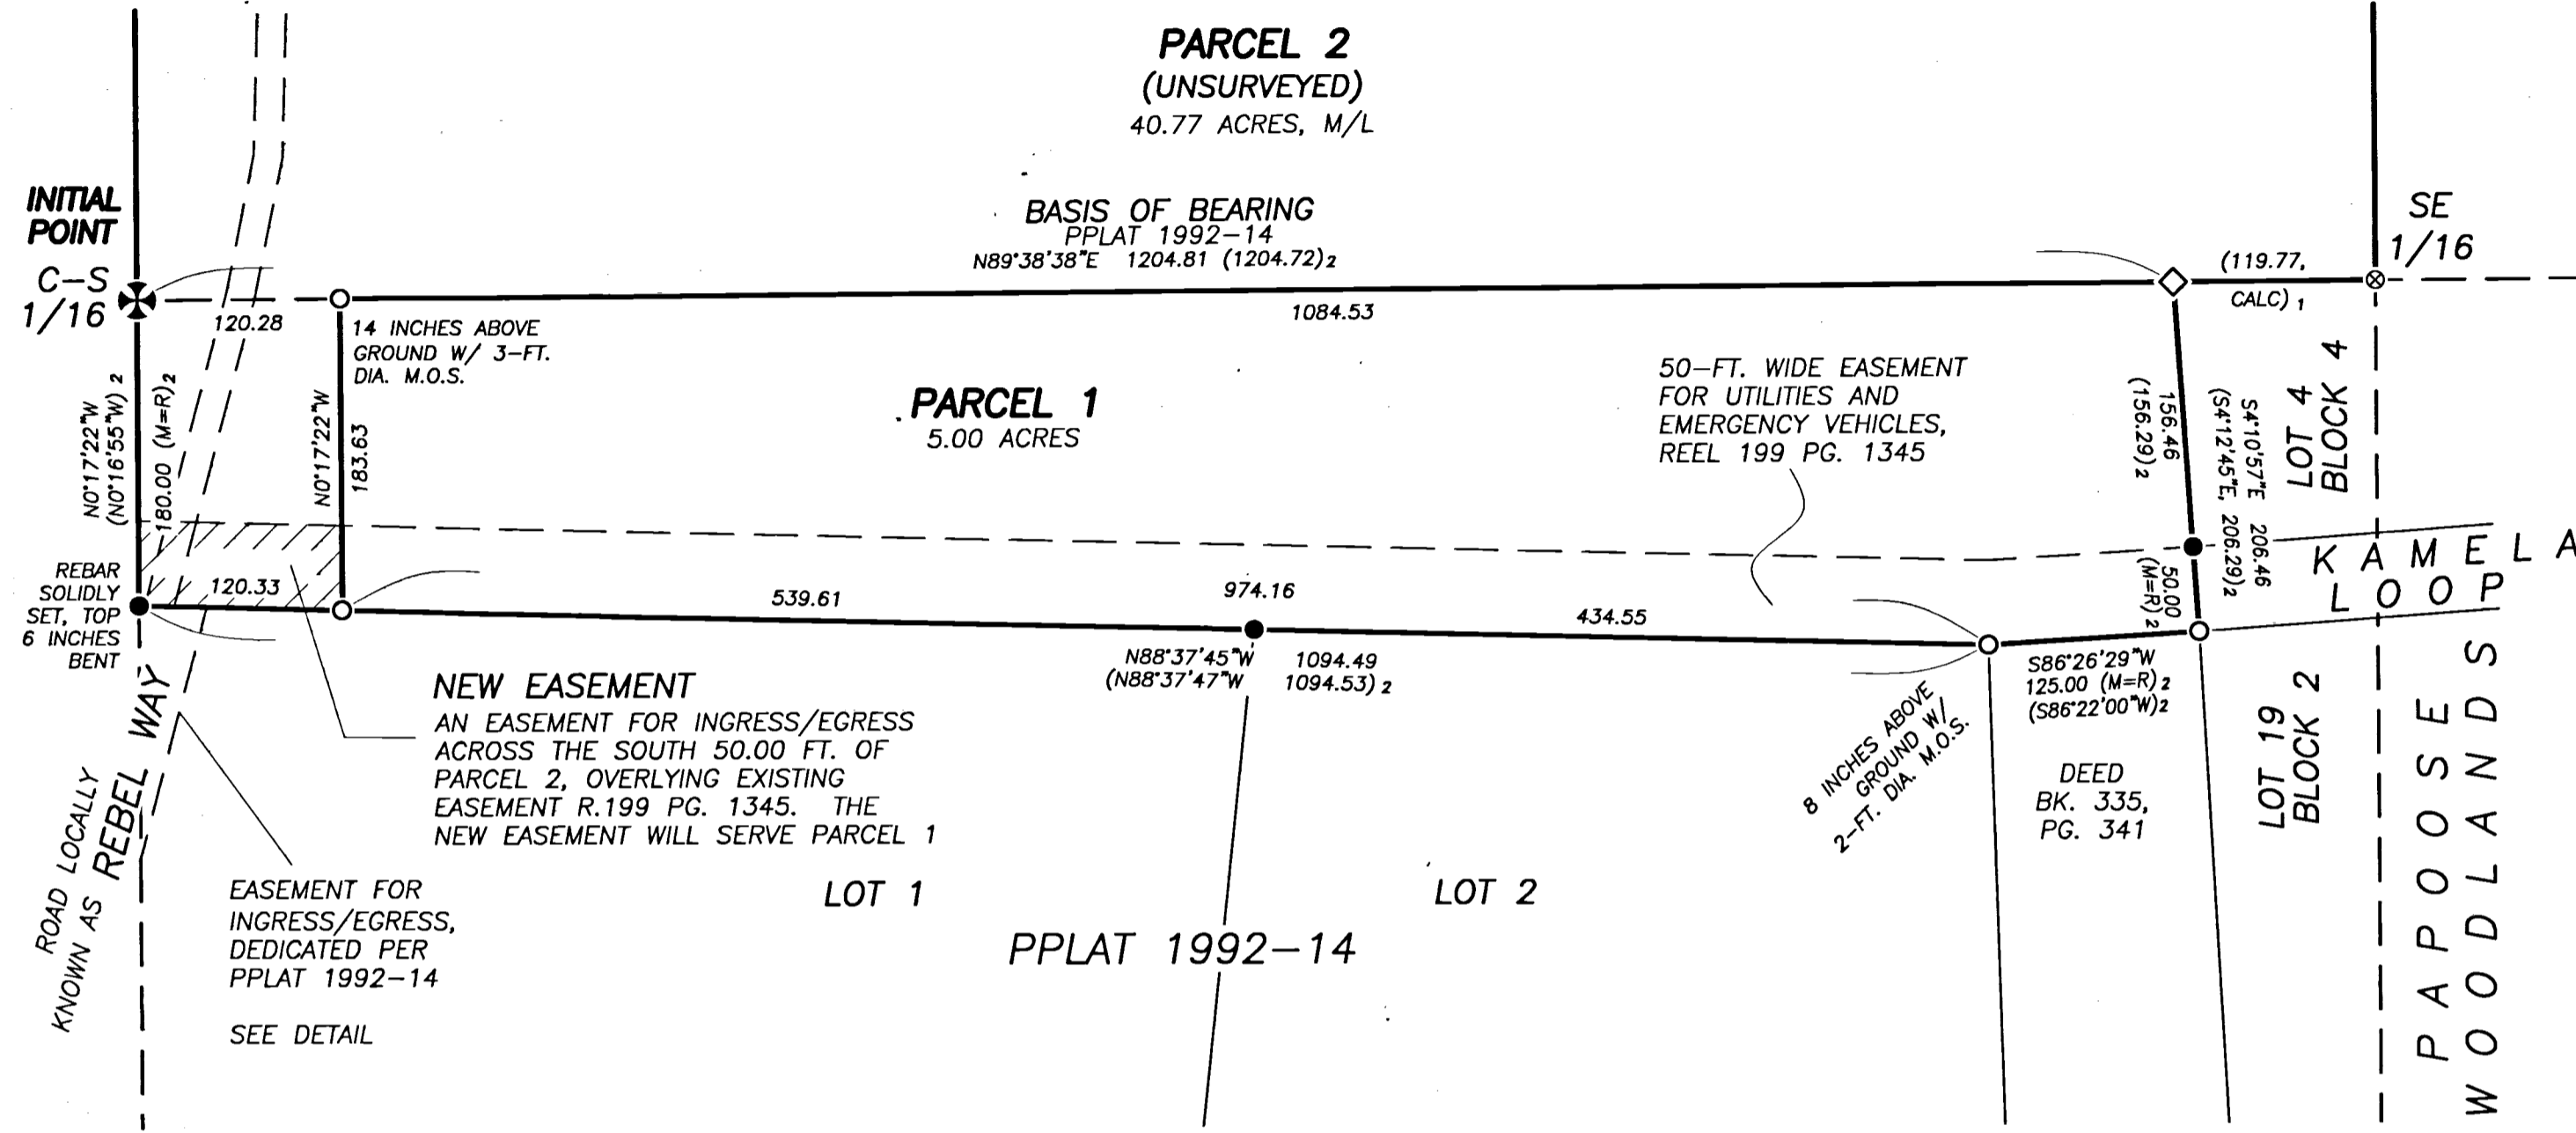 PARCEL 2
(UNSURVEYED)
40.77 ACRES, M/L
INITIAL
POINT
C-S
1/16
BASIS OF BEARING
PPLAT 1992-14
N89°38'38"E 1204.81 (1204.72)2
SE
1/16
(119.77,
CALC) 1
120.28
1084.53
14 INCHES ABOVE
GROUND W/ 3-FT.
DIA. M.O.S.
N0°17'22"W
(N0°16'55"W) 2
180.00 (M=R)2
N0°17'22"W
183.63
PARCEL 1
5.00 ACRES
50-FT. WIDE EASEMENT
FOR UTILITIES AND
EMERGENCY VEHICLES,
REEL 199 PG. 1345
156.46
(156.29)2
S4°10'57"E 206.46
(S4°12'45"E, 206.29)2
LOT 4
BLOCK 4
50.00
(M=R)2
KAMELA
LOOP
REBAR
SOLIDLY
SET, TOP
6 INCHES
BENT
120.33
539.61
974.16
434.55
N88°37'45"W 1094.49
(N88°37'47"W 1094.53) 2
S86°26'29"W
125.00 (M=R) 2
(S86°22'00"W)2
8 INCHES ABOVE
GROUND W/
2-FT. DIA. M.O.S.
NEW EASEMENT
AN EASEMENT FOR INGRESS/EGRESS
ACROSS THE SOUTH 50.00 FT. OF
PARCEL 2, OVERLYING EXISTING
EASEMENT R.199 PG. 1345. THE
NEW EASEMENT WILL SERVE PARCEL 1
DEED
BK. 335,
PG. 341
LOT 19
BLOCK 2
PAPOOSE
WOODLANDS
ROAD LOCALLY
KNOWN AS REBEL WAY
EASEMENT FOR
INGRESS/EGRESS,
DEDICATED PER
PPLAT 1992-14
SEE DETAIL
LOT 1
LOT 2
PPLAT 1992-14